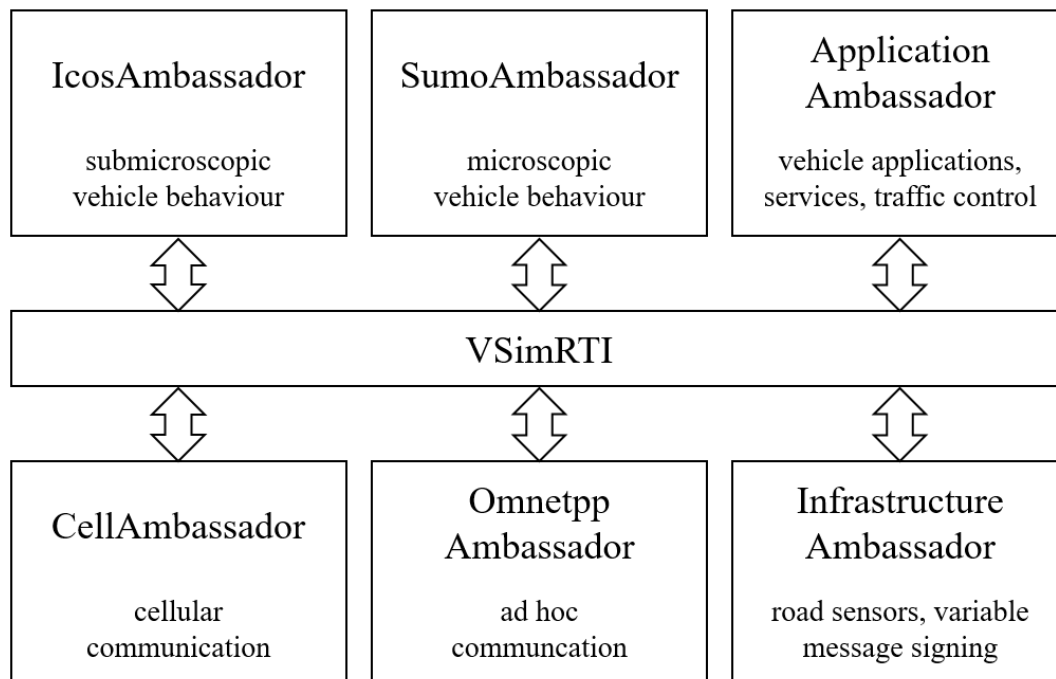 IcosAmbassador
submicroscopic
vehicle behaviour
SumoAmbassador
microscopic
vehicle behaviour
Application
Ambassador
vehicle applications,
services, traffic control
VSimRTI
CellAmbassador
cellular
communication
Omnetpp
Ambassador
ad hoc
communcation
Infrastructure
Ambassador
road sensors, variable
message signing